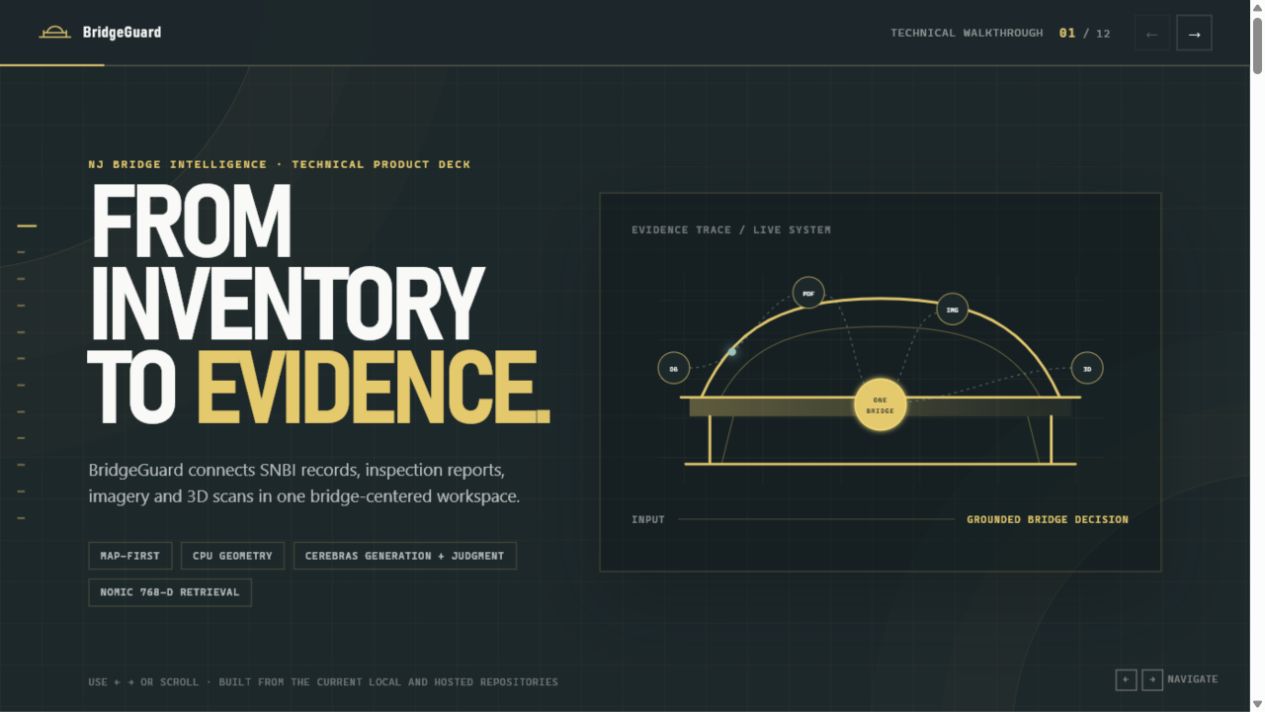 BridgeGuard
TECHNICAL WALKTHROUGH 01 / 12 ← →
NJ BRIDGE INTELLIGENCE · TECHNICAL PRODUCT DECK
FROM
INVENTORY
TO EVIDENCE.
BridgeGuard connects SNBI records, inspection reports,
imagery and 3D scans in one bridge-centered workspace.
MAP-FIRST
CPU GEOMETRY
CEREBRAS GENERATION + JUDGMENT
NOMIC 768-D RETRIEVAL
EVIDENCE TRACE / LIVE SYSTEM
PDF
IMG
DB
3D
ONE
BRIDGE
INPUT
GROUNDED BRIDGE DECISION
USE ← → OR SCROLL · BUILT FROM THE CURRENT LOCAL AND HOSTED REPOSITORIES
← → NAVIGATE